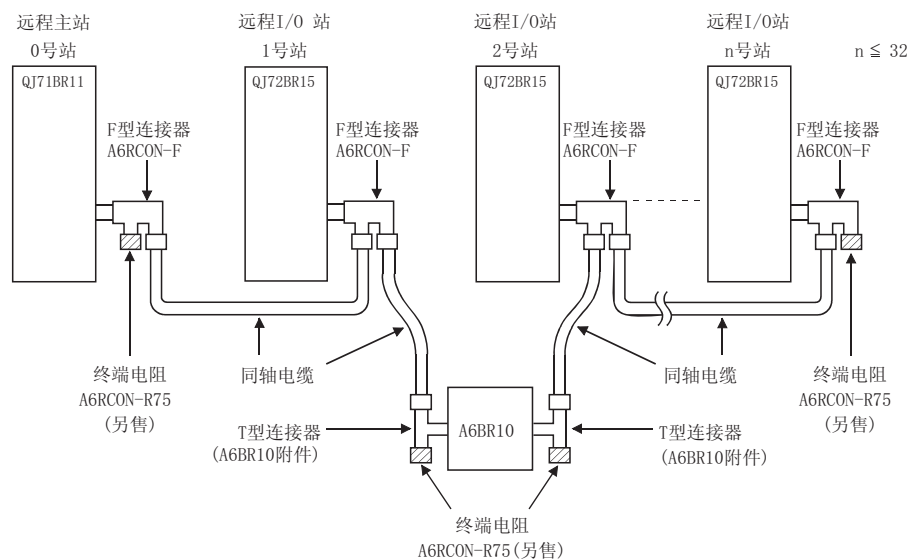 远程主站
0号站
远程I/O 站
1号站
远程I/O站
2号站
远程I/O站
n号站
n ≦ 32
QJ71BR11
QJ72BR15
QJ72BR15
QJ72BR15
F型连接器
A6RCON-F
F型连接器
A6RCON-F
F型连接器
A6RCON-F
F型连接器
A6RCON-F
终端电阻
A6RCON-R75
(另售)
同轴电缆
同轴电缆
终端电阻
A6RCON-R75
(另售)
T型连接器
(A6BR10附件)
A6BR10
T型连接器
(A6BR10附件)
终端电阻
A6RCON-R75(另售)